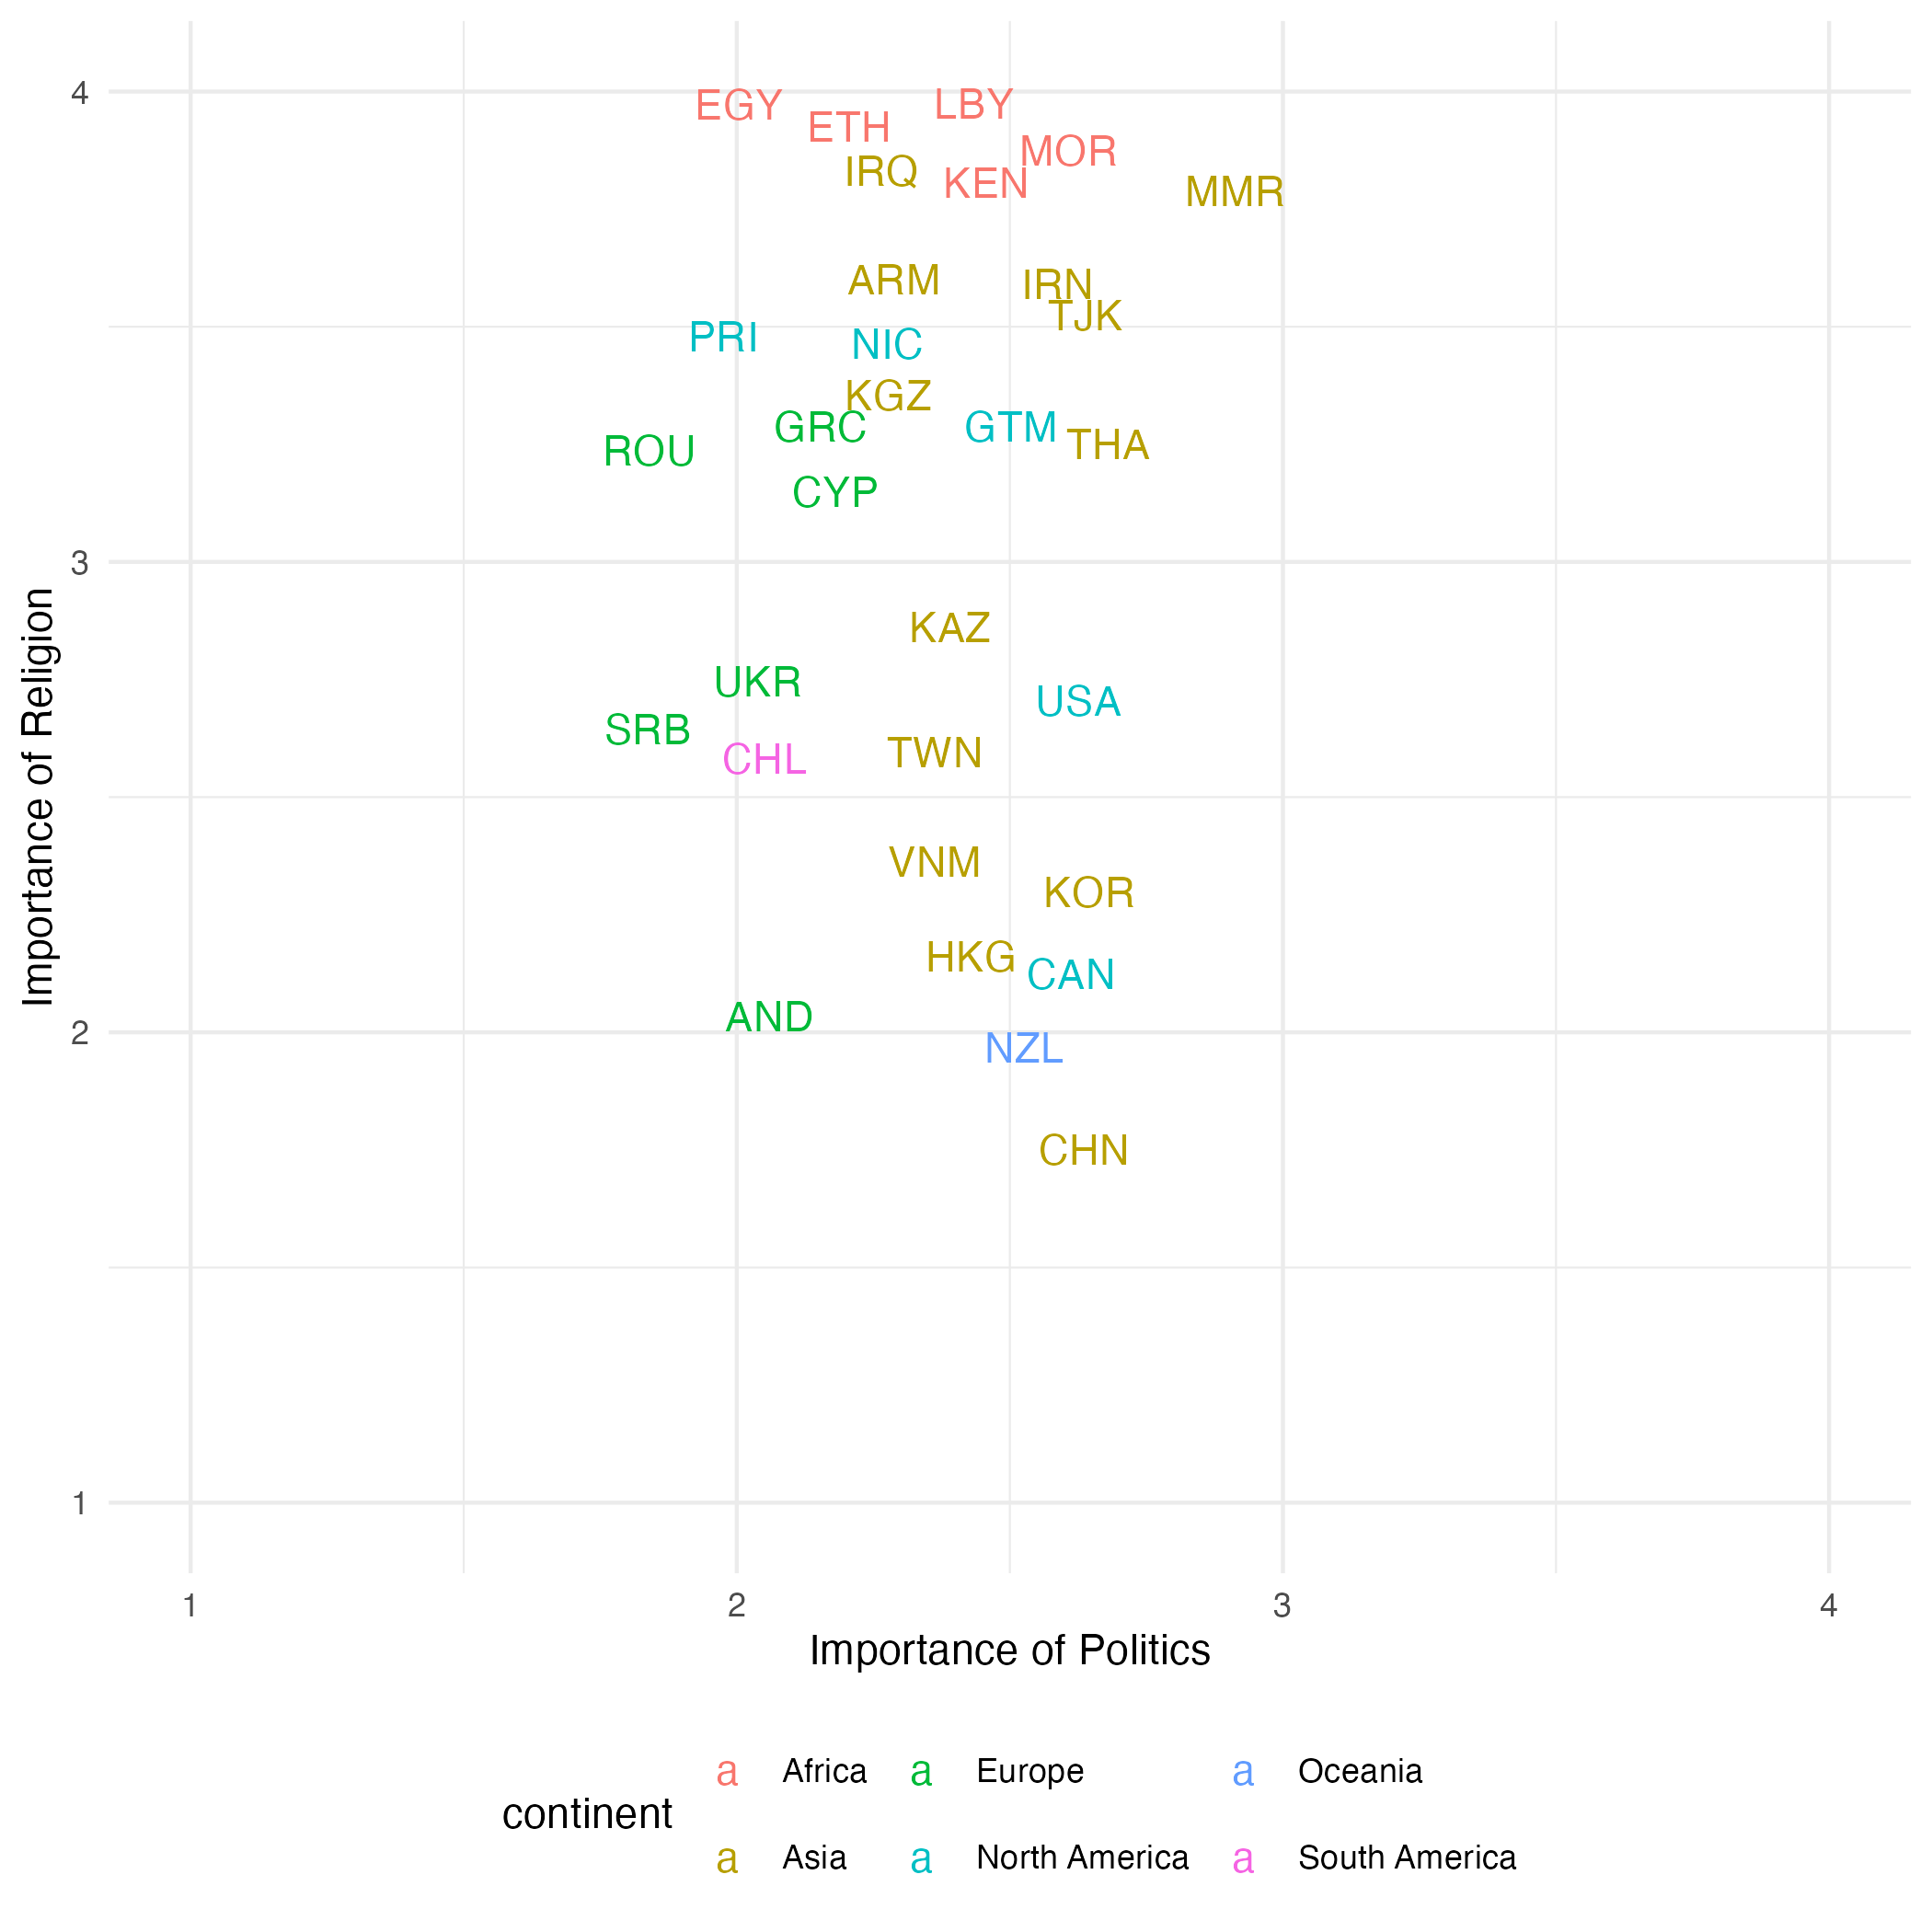 4
EGY
LBY
ETH
MOR
IRQ
KEN
MMR
ARM
IRN
TJK
PRI
NIC
KGZ
GRC
GTM
ROU
THA
CYP
3
KAZ
UKR
USA
SRB
TWN
CHL
VNM
KOR
HKG
CAN
AND
2
NZL
CHN
1
Importance of Religion
1 2 3 4
Importance of Politics
continent
a Africa a Europe a Oceania
a Asia a North America a South America